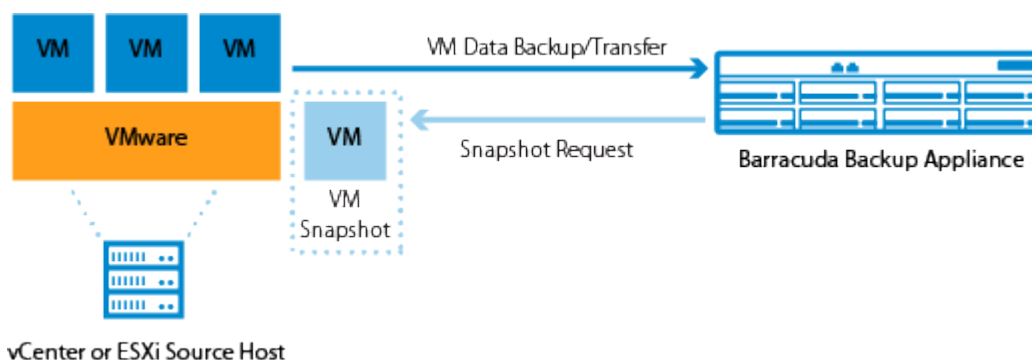 VM
VM
VM
VM Data Backup/Transfer
VMware
VM
Snapshot Request
Barracuda Backup Appliance
VM
Snapshot
vCenter or ESXi Source Host